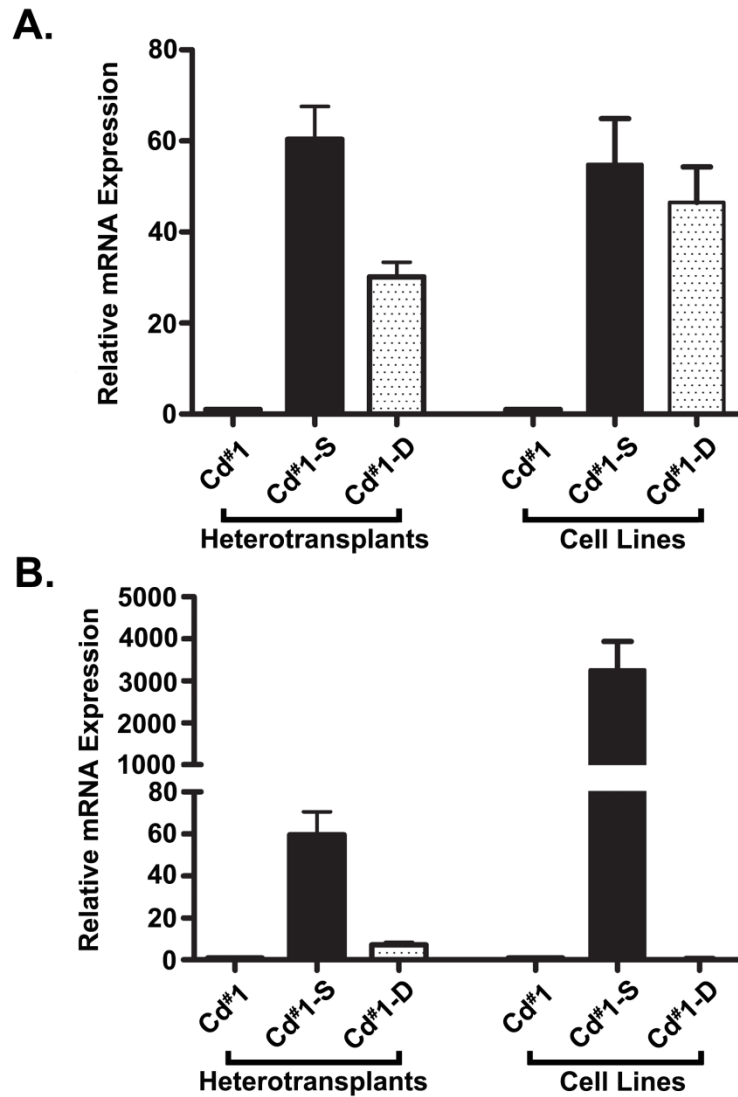 A.
Relative mRNA Expression
80
60
40
20
0
Cd#1
Cd#1-S
Cd#1-D
Cd#1
Cd#1-S
Cd#1-D
Heterotransplants
Cell Lines
B.
Relative mRNA Expression
5000
4000
3000
2000
1000
80
60
40
20
0
Cd#1
Cd#1-S
Cd#1-D
Cd#1
Cd#1-S
Cd#1-D
Heterotransplants
Cell Lines